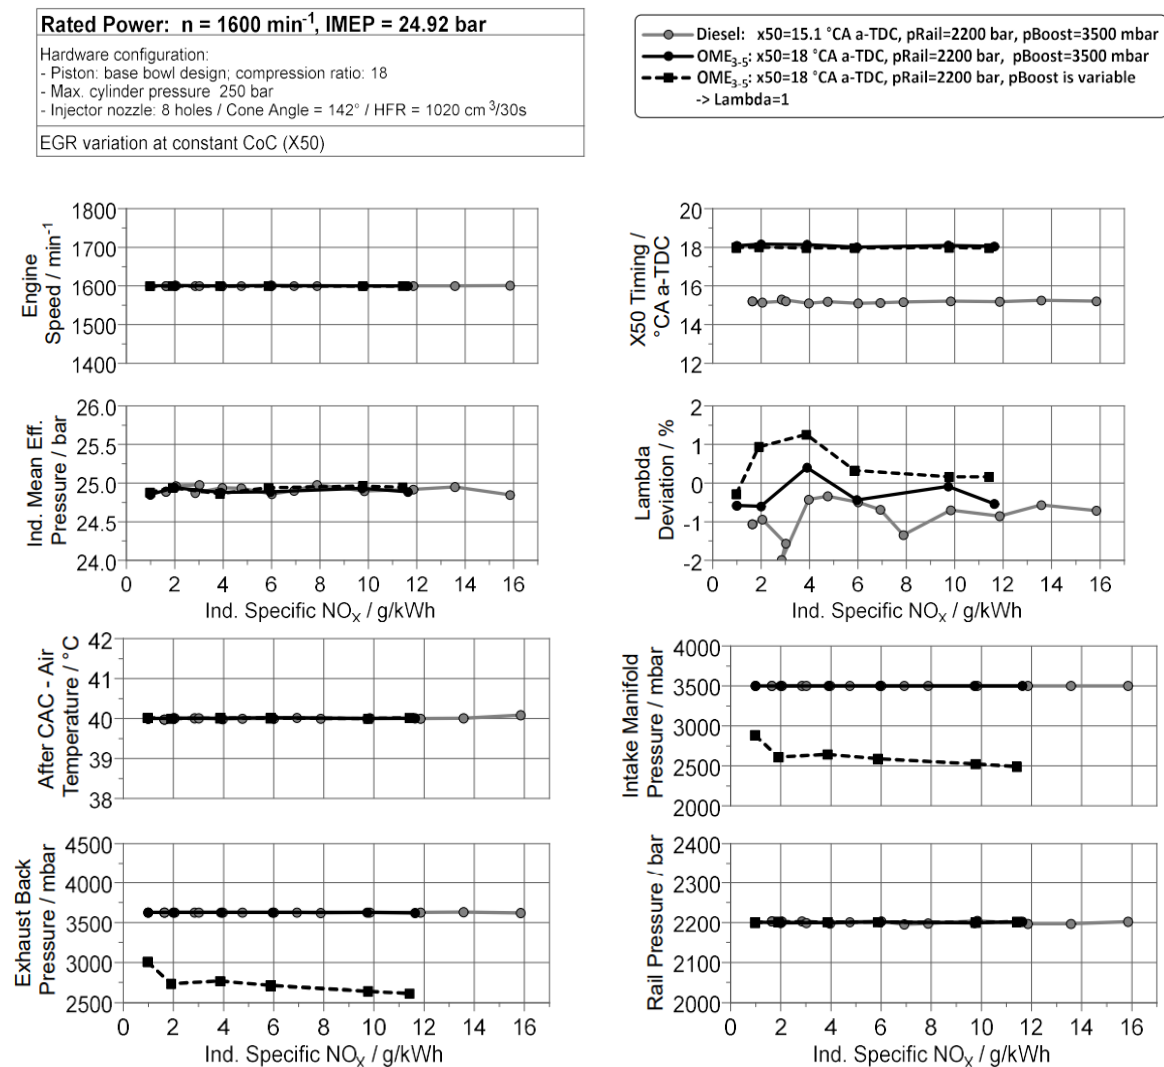 Rated Power: n = 1600 min-1, IMEP = 24.92 bar
Hardware configuration:
- Piston: base bowl design; compression ratio: 18
- Max. cylinder pressure 250 bar
- Injector nozzle: 8 holes / Cone Angle = 142° / HFR = 1020 cm3/30s
EGR variation at constant CoC (X50)
Diesel: x50=15.1 °CA a-TDC, pRail=2200 bar, pBoost=3500 mbar
OME3-5: x50=18 °CA a-TDC, pRail=2200 bar, pBoost=3500 mbar
OME3-5: x50=18 °CA a-TDC, pRail=2200 bar, pBoost is variable
-> Lambda=1
Engine
Speed / min-1
1800
1700
1600
1500
1400
X50 Timing /
°CA a-TDC
20
18
16
14
12
Ind. Mean Eff.
Pressure / bar
26.0
25.5
25.0
24.5
24.0
0 2 4 6 8 10 12 14 16
Ind. Specific NOX / g/kWh
Lambda
Deviation / %
2
1
0
-1
-2
0 2 4 6 8 10 12 14 16
Ind. Specific NOX / g/kWh
After CAC - Air
Temperature / °C
42
41
40
39
38
Intake Manifold
Pressure / mbar
4000
3500
3000
2500
2000
Exhaust Back
Pressure / mbar
4500
4000
3500
3000
2500
0 2 4 6 8 10 12 14 16
Ind. Specific NOX / g/kWh
Rail Pressure / bar
2400
2300
2200
2100
2000
0 2 4 6 8 10 12 14 16
Ind. Specific NOX / g/kWh